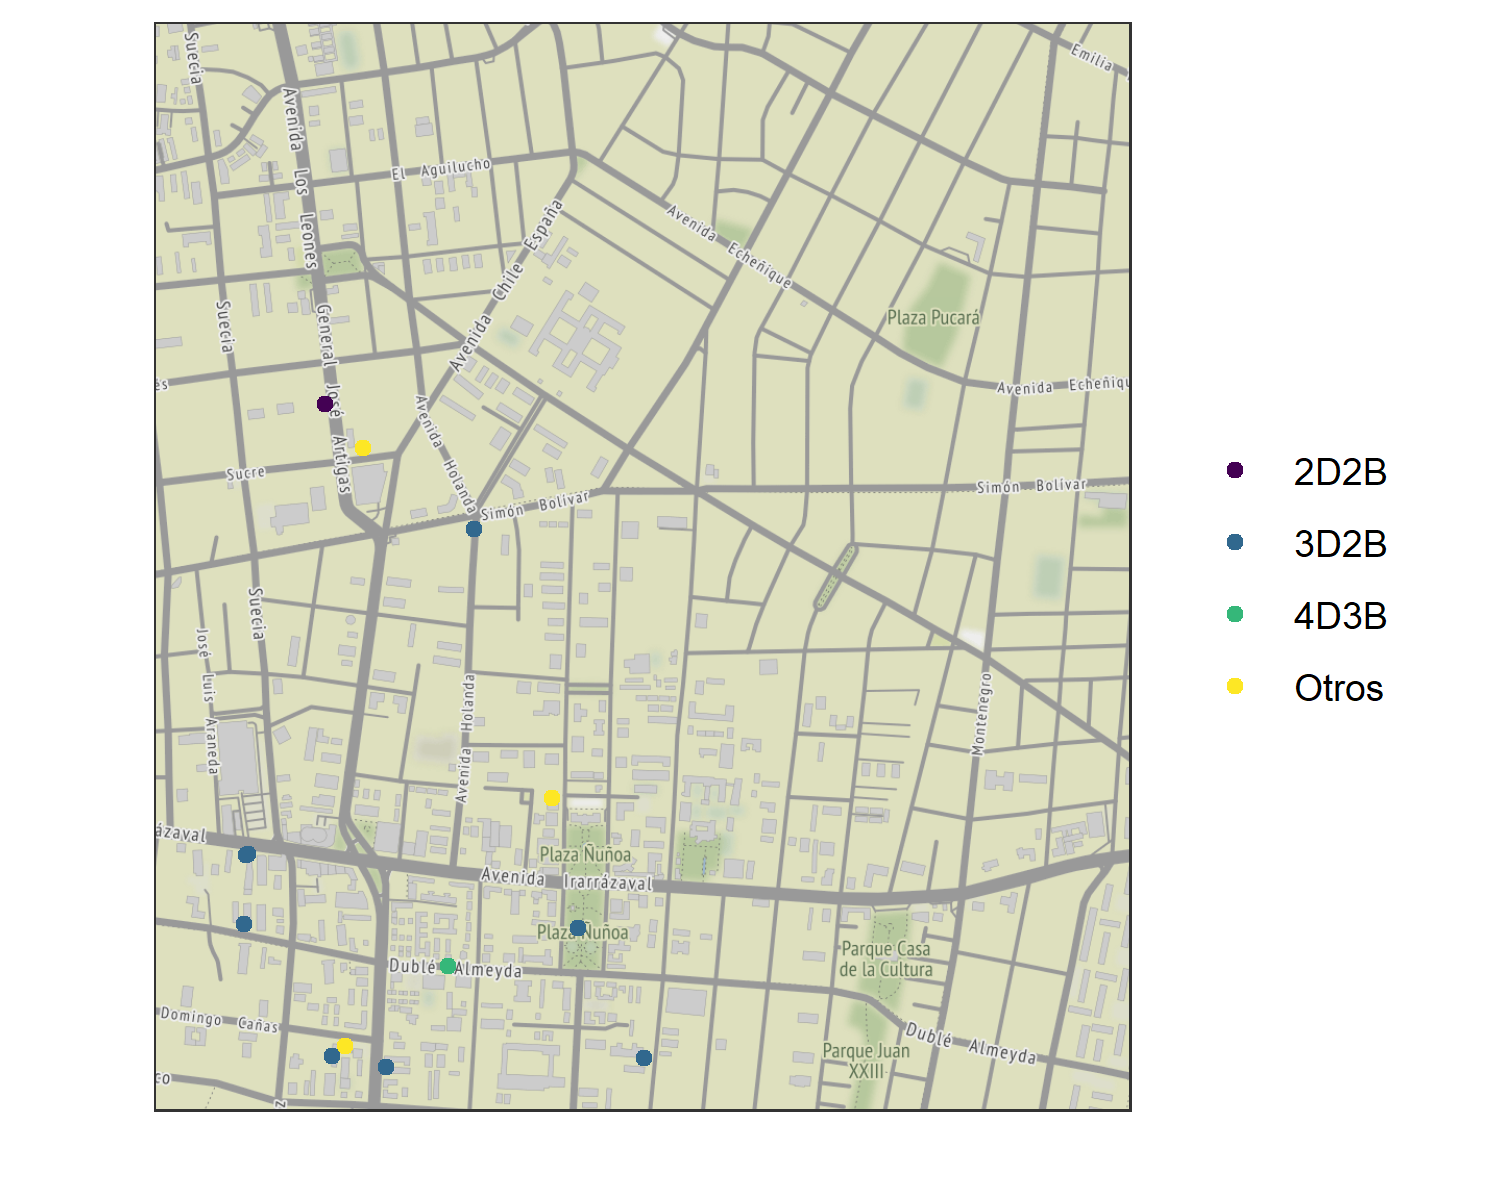 Suecia
Emilia
Avenida Los Leones
El Aguilucho
Avenida Chile España
Avenida Echeñique
Suecia
General José Artigas
Plaza Pucará
és
Avenida Echeñiqu
Avenida Holanda
Sucre
Simón Bolívar
Simón Bolívar
2D2B
3D2B
4D3B
Otros
Suecia
José Luis Araneda
Avenida Holanda
Montenegro
ázaval
Plaza Ñuñoa
Avenida Irarrázaval
Plaza Ñuñoa
Parque Casa
de la Cultura
Dublé Almeyda
Domingo Cañas
Dublé Almeyda
Parque Juan
XXIII
co
z